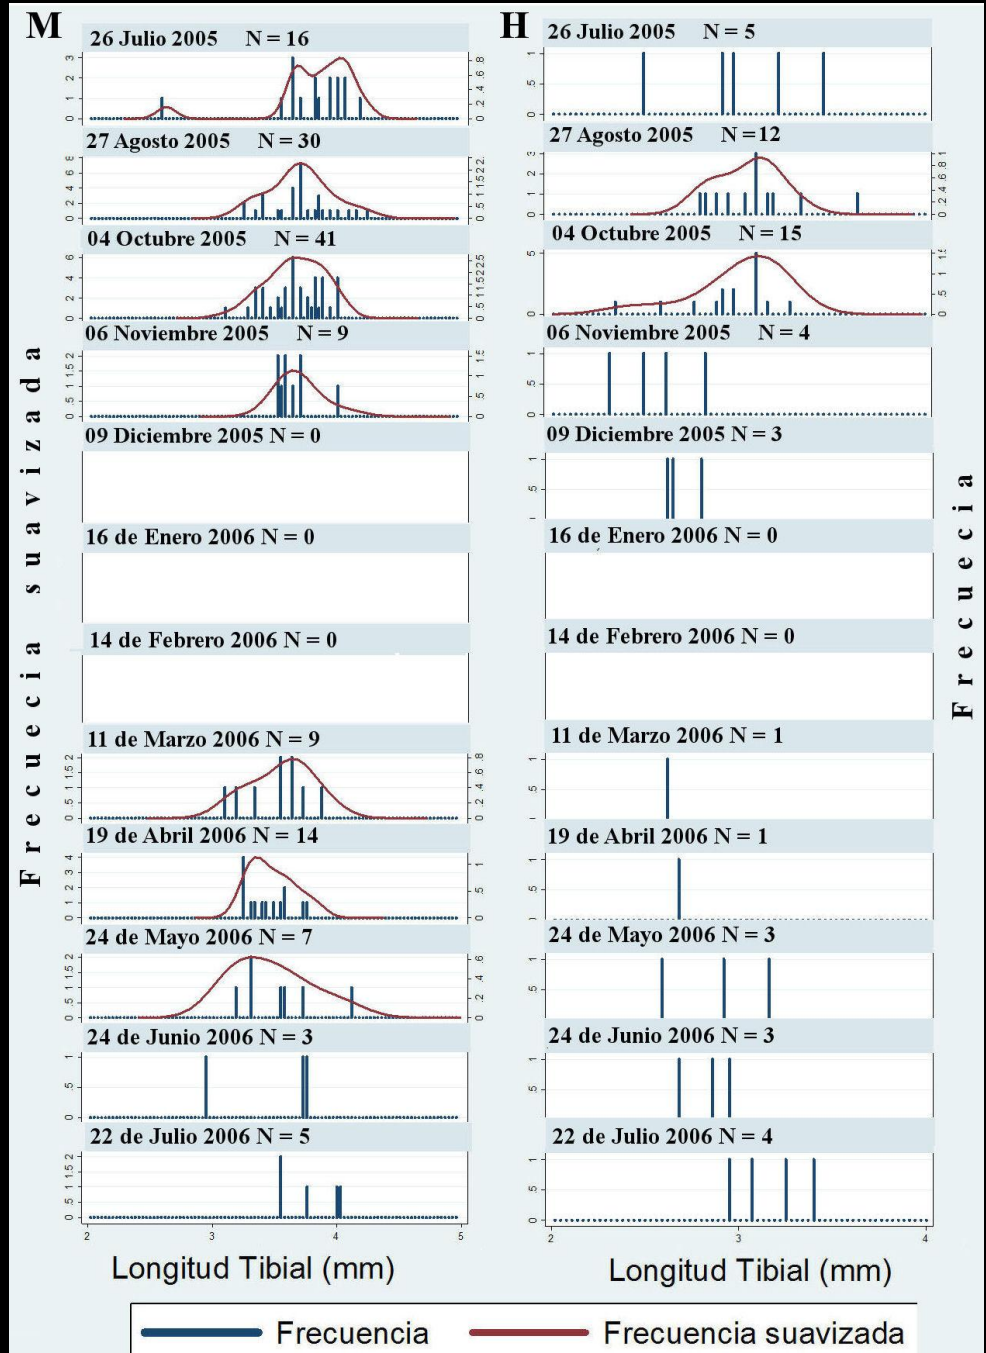 M
26 Julio 2005 N = 16
27 Agosto 2005 N = 30
04 Octubre 2005 N = 41
06 Noviembre 2005 N = 9
09 Diciembre 2005 N = 0
16 de Enero 2006 N = 0
14 de Febrero 2006 N = 0
11 de Marzo 2006 N = 9
19 de Abril 2006 N = 14
24 de Mayo 2006 N = 7
24 de Junio 2006 N = 3
22 de Julio 2006 N = 5
2 3 4 5
Longitud Tibial (mm)
Frecuecia suavizada
H
26 Julio 2005 N = 5
27 Agosto 2005 N =12
04 Octubre 2005 N = 15
06 Noviembre 2005 N = 4
09 Diciembre 2005 N = 3
16 de Enero 2006 N = 0
14 de Febrero 2006 N = 0
11 de Marzo 2006 N = 1
19 de Abril 2006 N = 1
24 de Mayo 2006 N = 3
24 de Junio 2006 N = 3
22 de Julio 2006 N = 4
2 3 4
Longitud Tibial (mm)
Frecuecia
Frecuencia Frecuencia suavizada